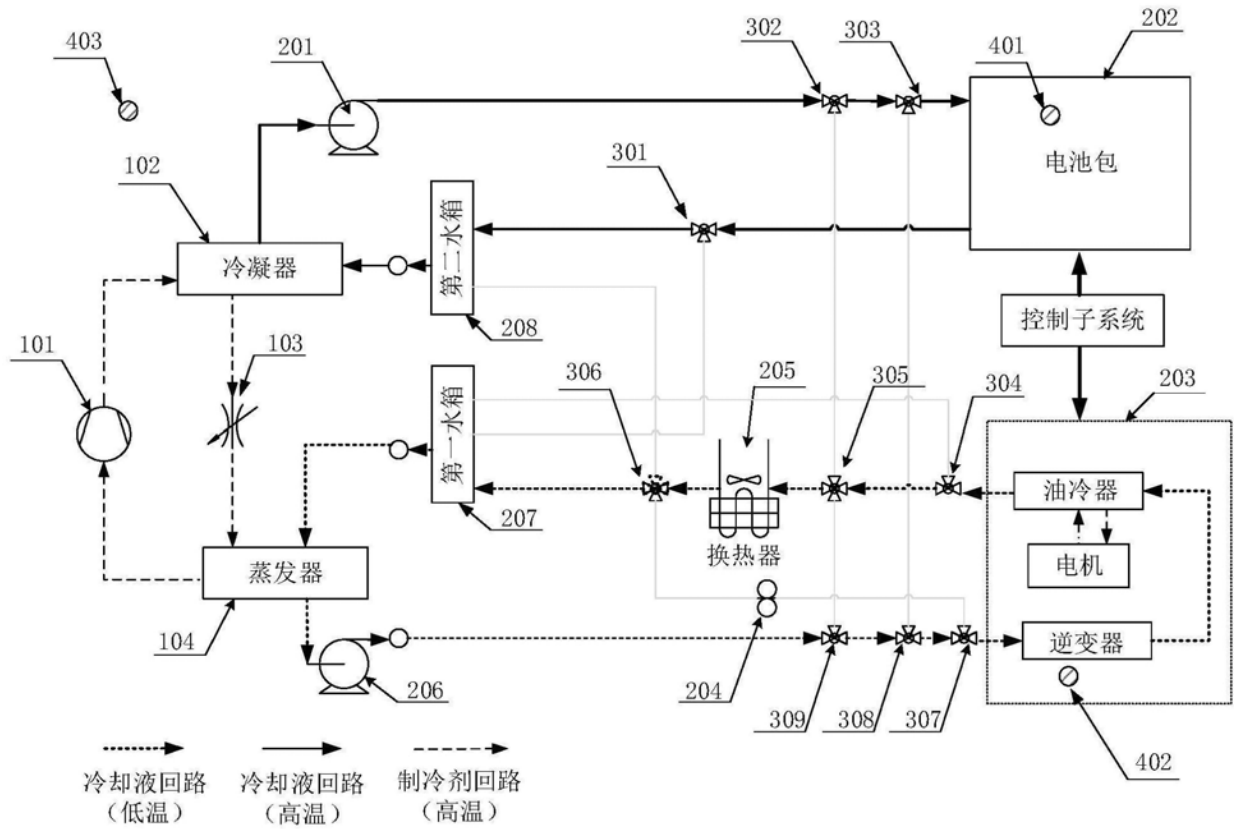 403
201
302
303
401
202
102
301
电池包
第二水箱
冷凝器
208
控制子系统
101
103
306
205
305
304
203
第一水箱
207
换热器
油冷器
电机
蒸发器
104
206
204
309
308
307
逆变器
402
冷却液回路
（低温）
冷却液回路
（高温）
制冷剂回路
（高温）